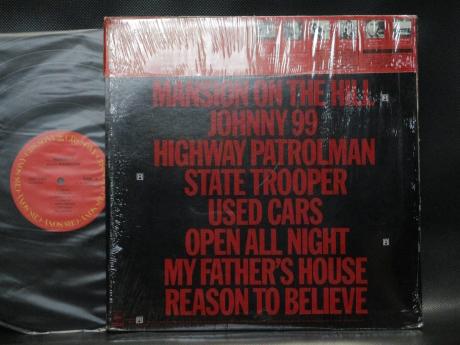 MANSION ON THE HILL
JOHNNY 99
HIGHWAY PATROLMAN
STATE TROOPER
USED CARS
OPEN ALL NIGHT
MY FATHER'S HOUSE
REASON TO BELIEVE